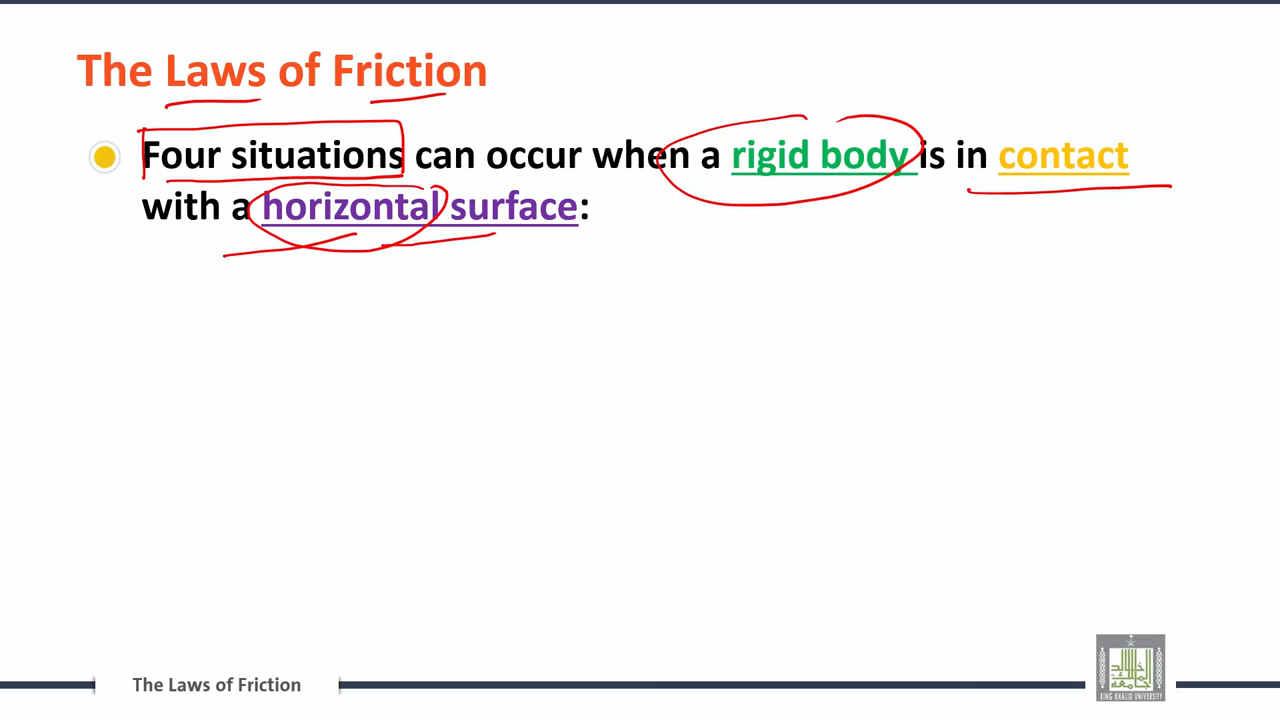 The Laws of Friction
Four situations can occur when a rigid body is in contact
with a horizontal surface:
The Laws of Friction
KING KHALID UNIVERSITY